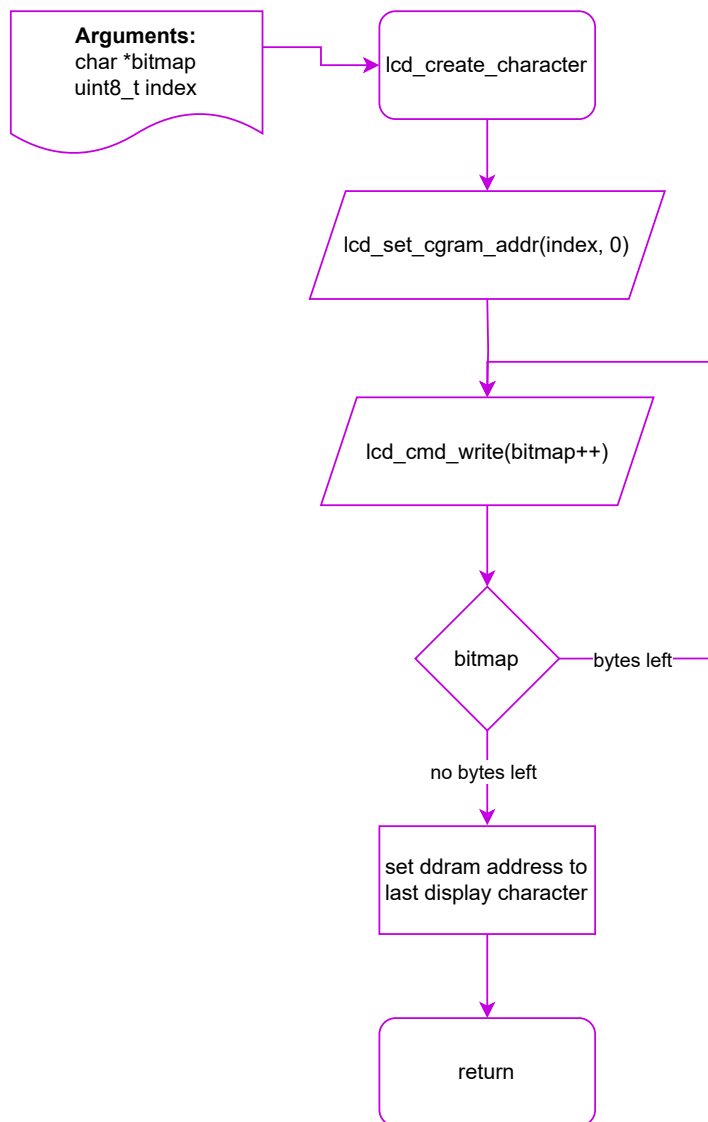 Arguments:
char *bitmap
uint8_t index
lcd_create_character
lcd_set_cgram_addr(index, 0)
lcd_cmd_write(bitmap++)
bitmap
bytes left
no bytes left
set ddram address to
last display character
return